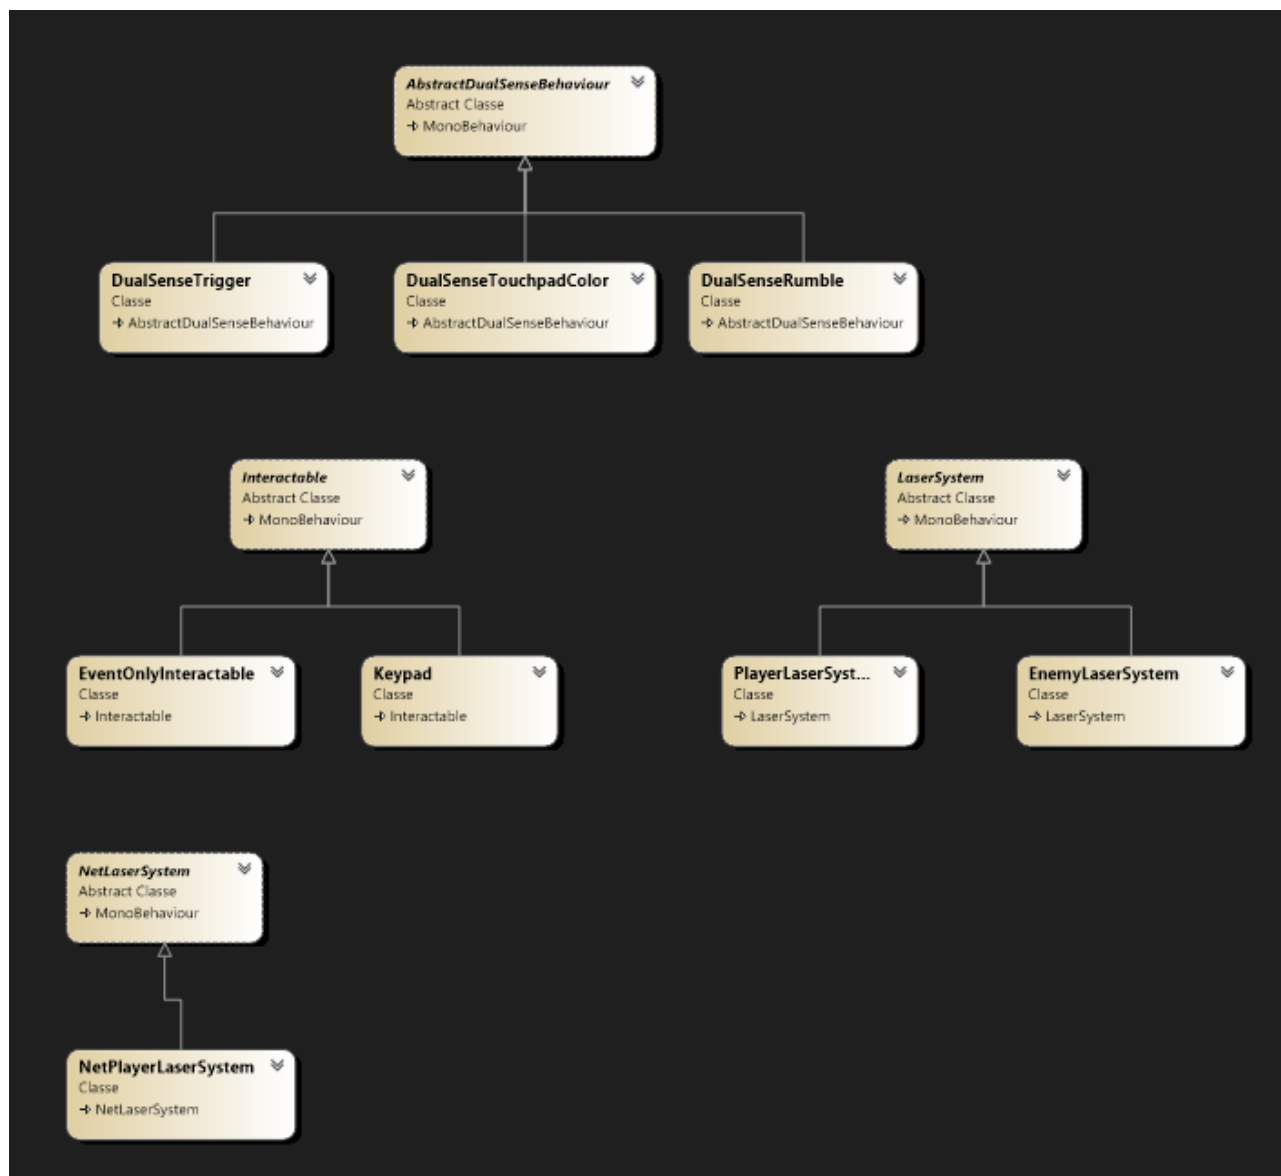 AbstractDualSenseBehaviour
Abstract Classe
MonoBehaviour
DualSenseTrigger
Classe
AbstractDualSenseBehaviour
DualSenseTouchpadColor
Classe
AbstractDualSenseBehaviour
DualSenseRumble
Classe
AbstractDualSenseBehaviour
Interactable
Abstract Classe
MonoBehaviour
LaserSystem
Abstract Classe
MonoBehaviour
EventOnlyInteractable
Classe
Interactable
Keypad
Classe
Interactable
PlayerLaserSyst...
Classe
LaserSystem
EnemyLaserSystem
Classe
LaserSystem
NetLaserSystem
Abstract Classe
MonoBehaviour
NetPlayerLaserSystem
Classe
NetLaserSystem